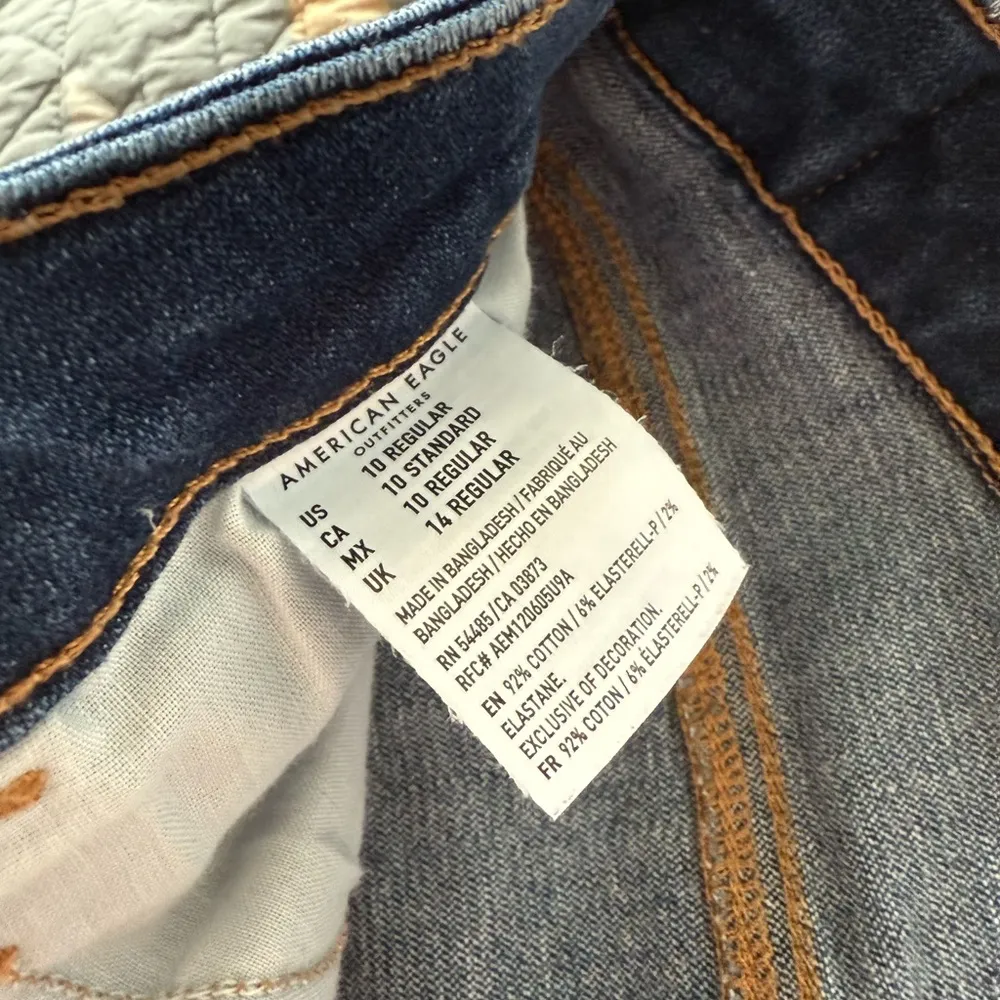 AMERICAN EAGLE
OUTFITTERS
US 10 REGULAR
CA 10 STANDARD
MX 10 REGULAR
UK 14 REGULAR
MADE IN BANGLADESH / FABRIQUÉ AU
BANGLADESH / HECHO EN BANGLADESH
RN 54485 / CA 03873
RFC# AEM120605U9A
EN 92% COTTON / 6% ELASTERELL-P / 2%
ELASTANE.
EXCLUSIVE OF DECORATION.
FR 92% COTON / 6% ÉLASTERELL-P / 2%